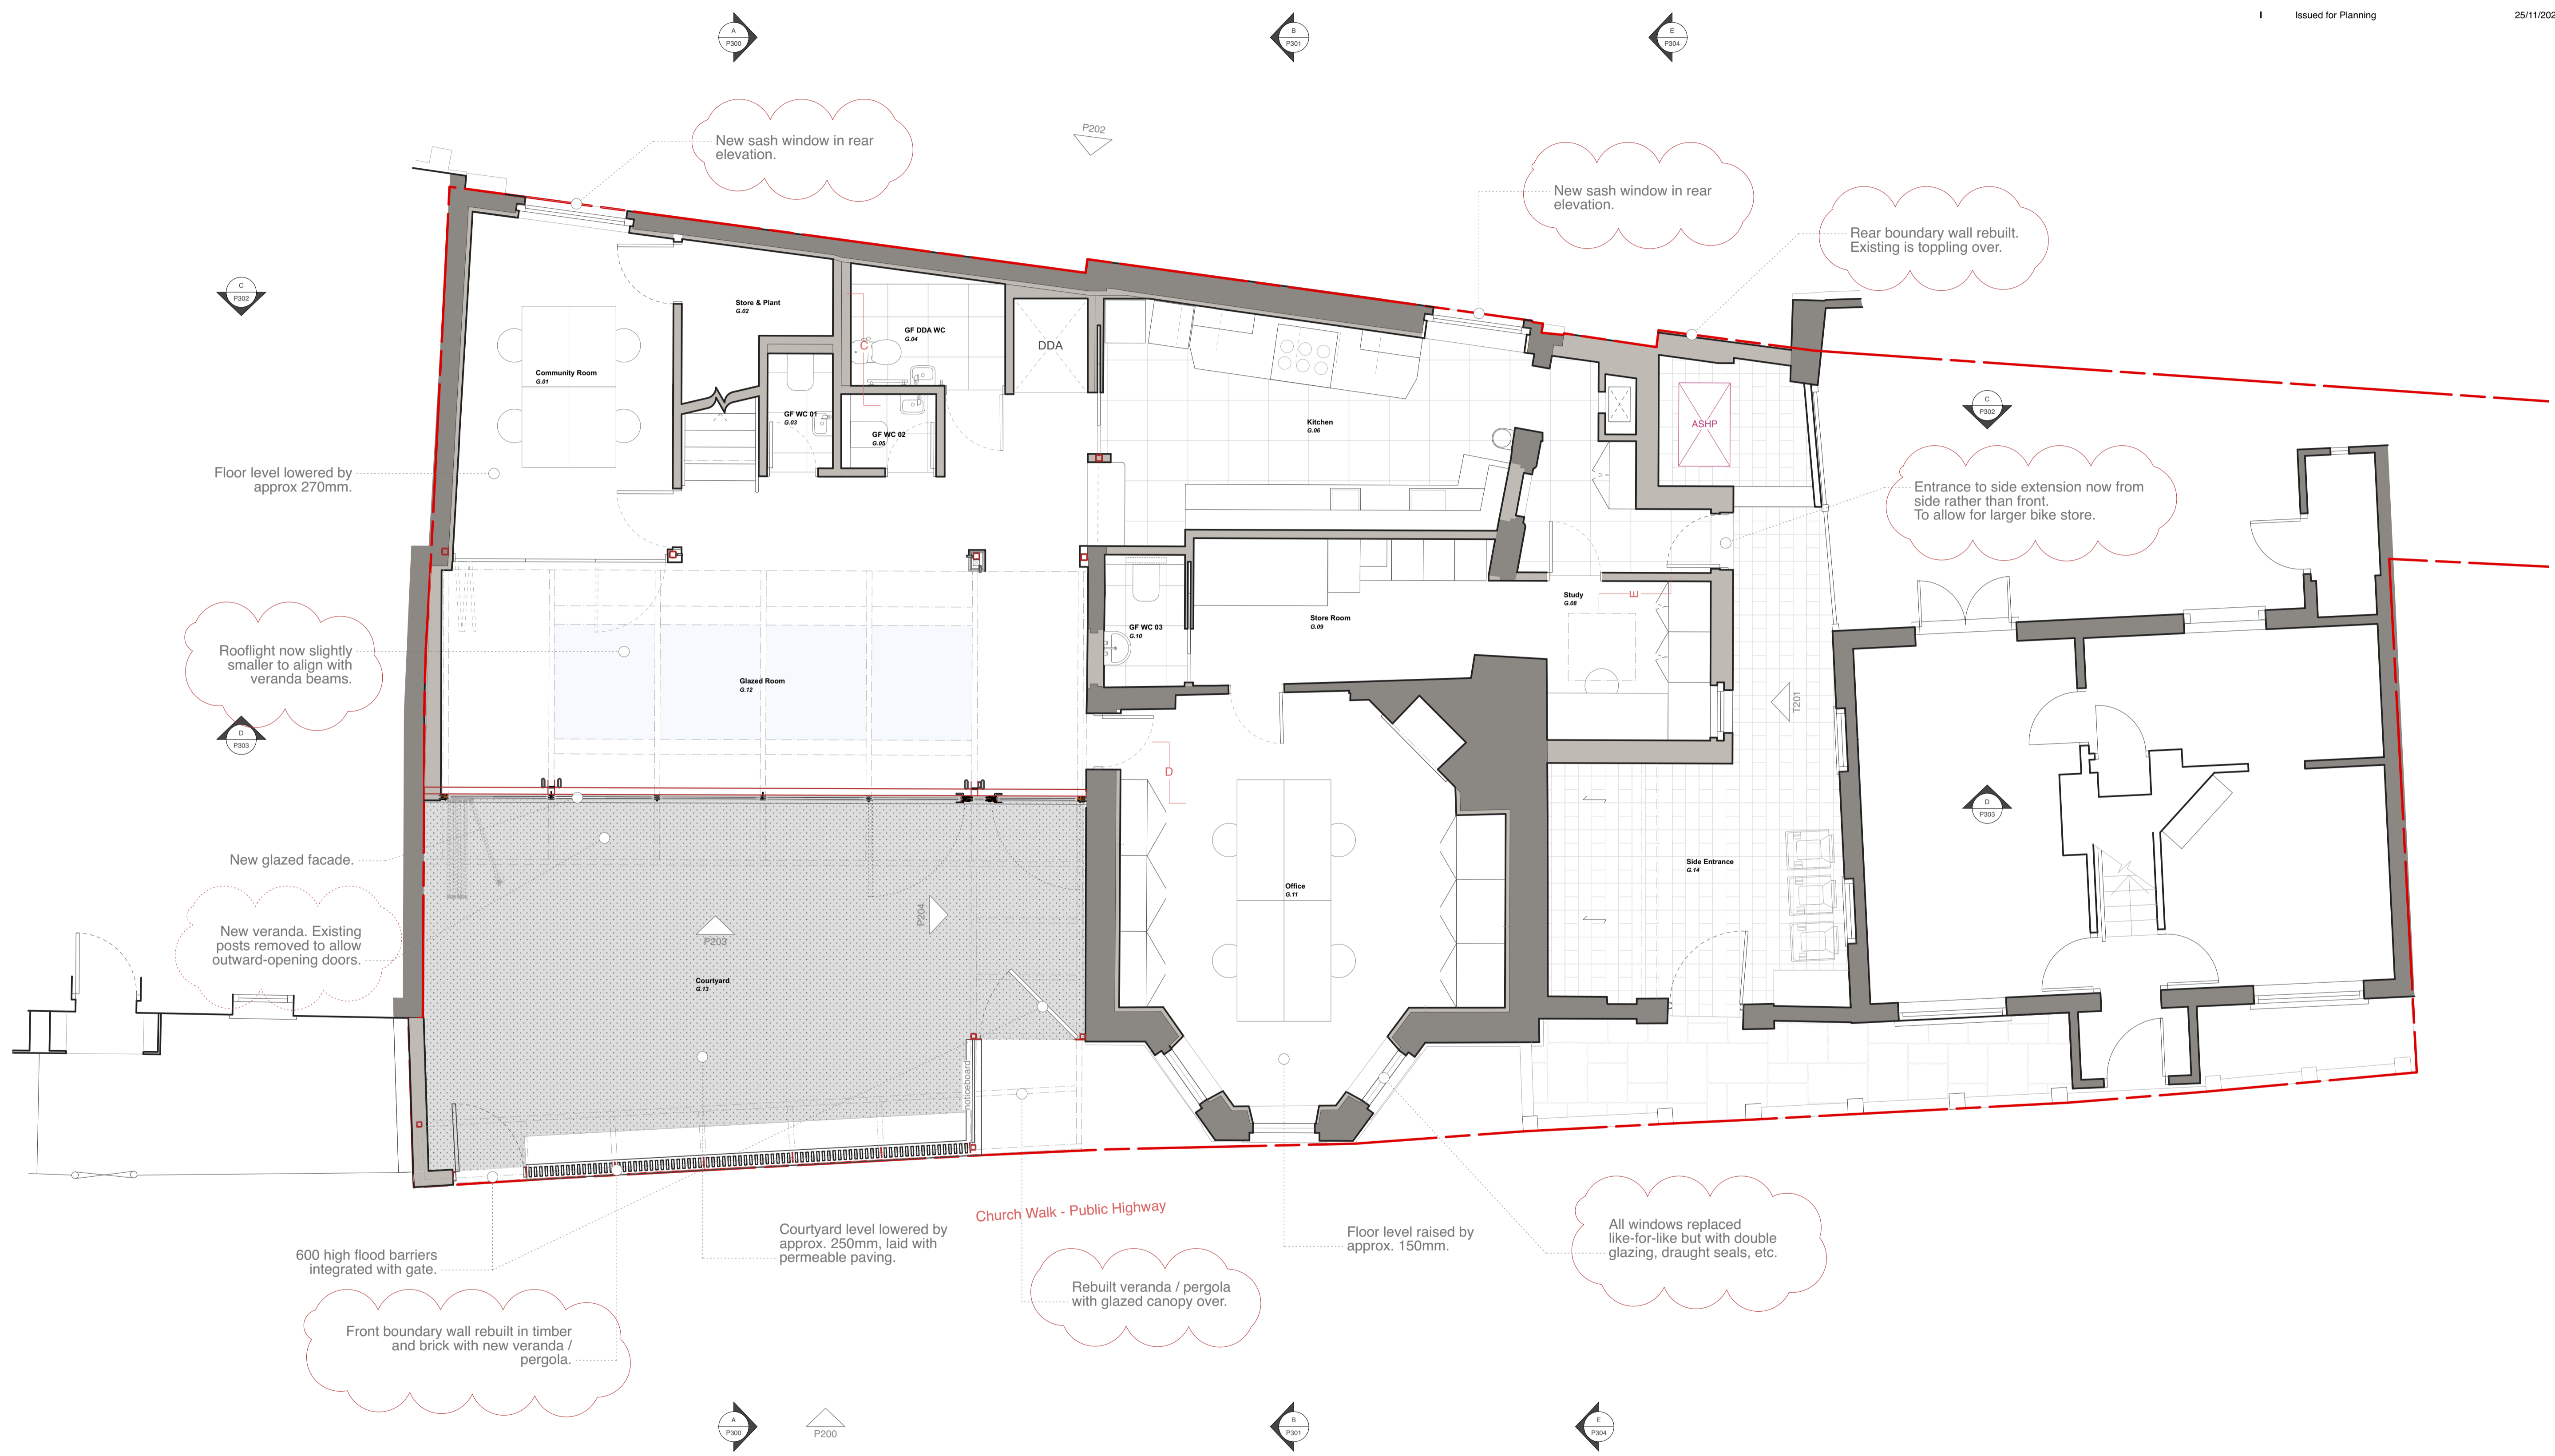 I Issued for Planning 25/11/202
A
P300
B
P301
E
P304
P202
New sash window in rear
elevation.
New sash window in rear
elevation.
Rear boundary wall rebuilt.
Existing is toppling over.
C
P302
Store & Plant
G.02
GF DDA WC
G.04
C
DDA
Community Room
G.01
GF WC 01
G.03
GF WC 02
G.05
Kitchen
G.06
ASHP
C
P302
Floor level lowered by
approx 270mm.
Entrance to side extension now from
side rather than front.
To allow for larger bike store.
Study
G.08
E
Store Room
G.09
GF WC 03
G.10
Rooflight now slightly
smaller to align with
veranda beams.
Glazed Room
G.12
T201
D
P303
D
D
P303
New glazed facade.
Side Entrance
G.14
Office
G.11
P204
P203
New veranda. Existing
posts removed to allow
outward-opening doors.
Courtyard
G.13
noticeboard
Church Walk - Public Highway
Courtyard level lowered by
approx. 250mm, laid with
permeable paving.
Floor level raised by
approx. 150mm.
All windows replaced
like-for-like but with double
glazing, draught seals, etc.
600 high flood barriers
integrated with gate.
Rebuilt veranda / pergola
with glazed canopy over.
Front boundary wall rebuilt in timber
and brick with new veranda /
pergola.
A
P300
P200
B
P301
E
P304